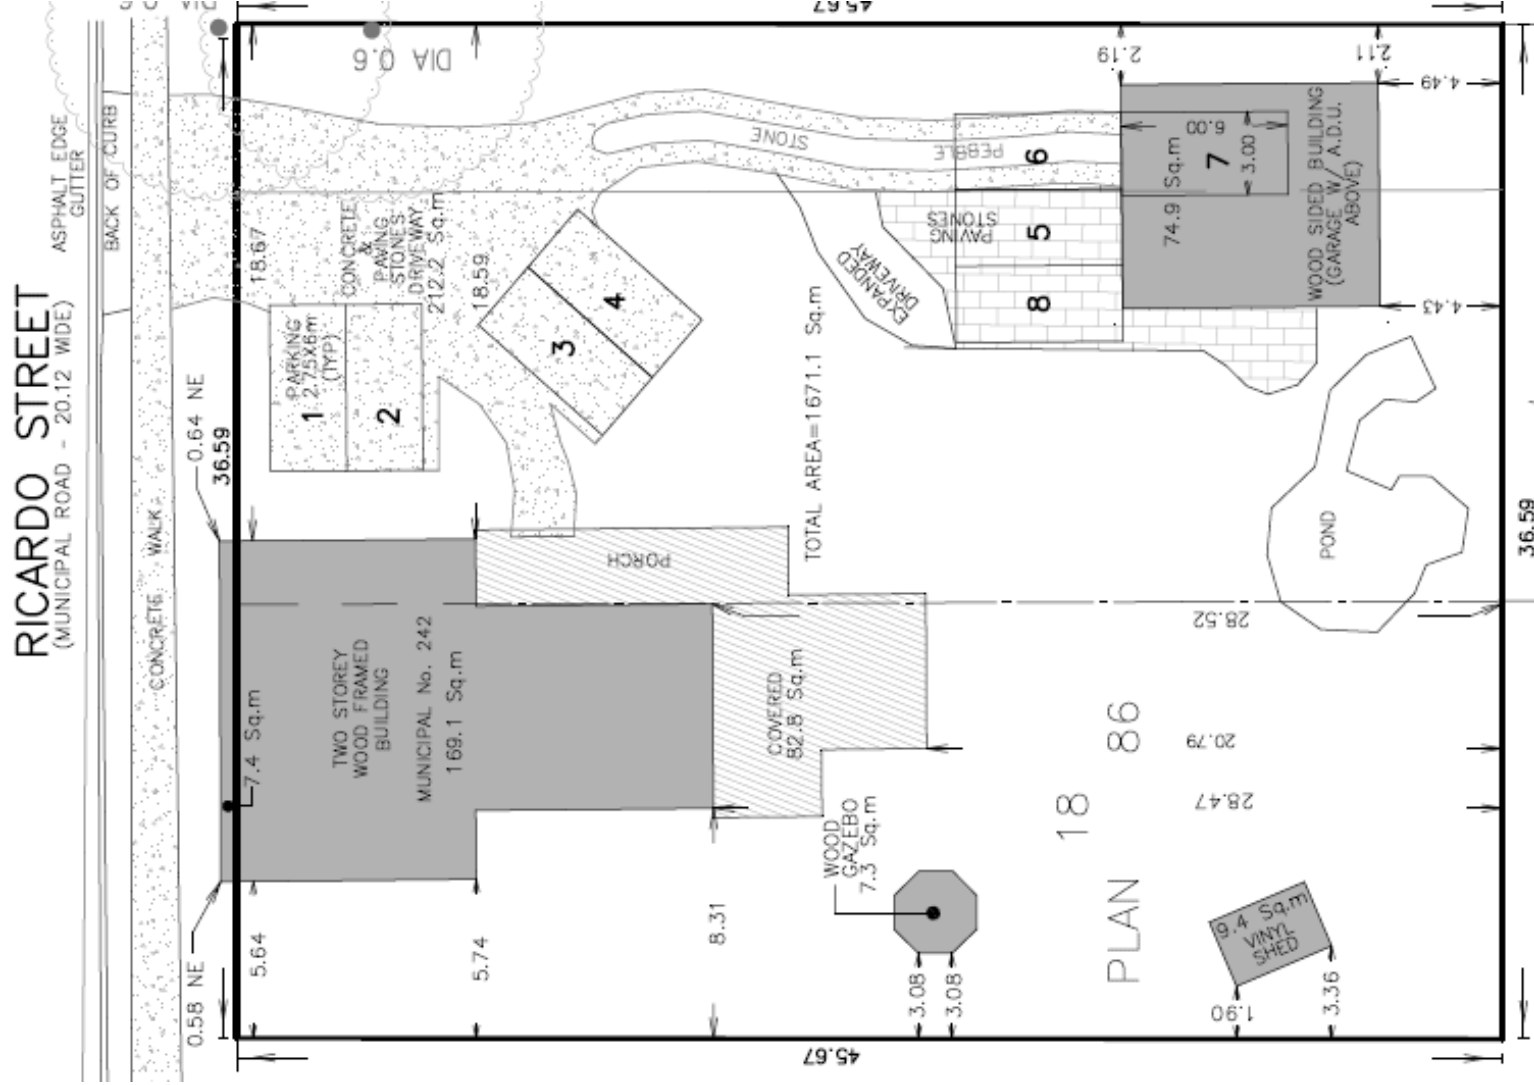 45.67
DIA 0.6
DIA 0.6
2.19
2.11
4.49
ASPHALT EDGE
GUTTER
BACK OF CURB
STONE
PEBBLE
6
6.00
7
3.00
74.9 Sq.m
WOOD SIDED BUILDING
(GARAGE W/ A.D.U.
ABOVE)
18.67
CONCRETE
&
PAVING
STONES
DRIVEWAY
212.2 Sq.m
18.59
PAVING
STONES
5
EXPANDED
DRIVEWAY
8
4.43
RICARDO STREET
(MUNICIPAL ROAD - 20.12 WIDE)
0.64 NE
36.59
PARKING
2.75X6m
(TYP)
1
2
3
4
TOTAL AREA=1671.1 Sq.m
CONCRETE WALK
PORCH
POND
36.59
28.52
7.4 Sq.m
TWO STOREY
WOOD FRAMED
BUILDING
MUNICIPAL No. 242
169.1 Sq.m
COVERED
82.8 Sq.m
20.79
28.47
PLAN 18 86
WOOD
GAZEBO
7.3 Sq.m
9.4 Sq.m
VINYL
SHED
0.58 NE
5.64
5.74
8.31
3.08
3.08
1.90
3.36
45.67